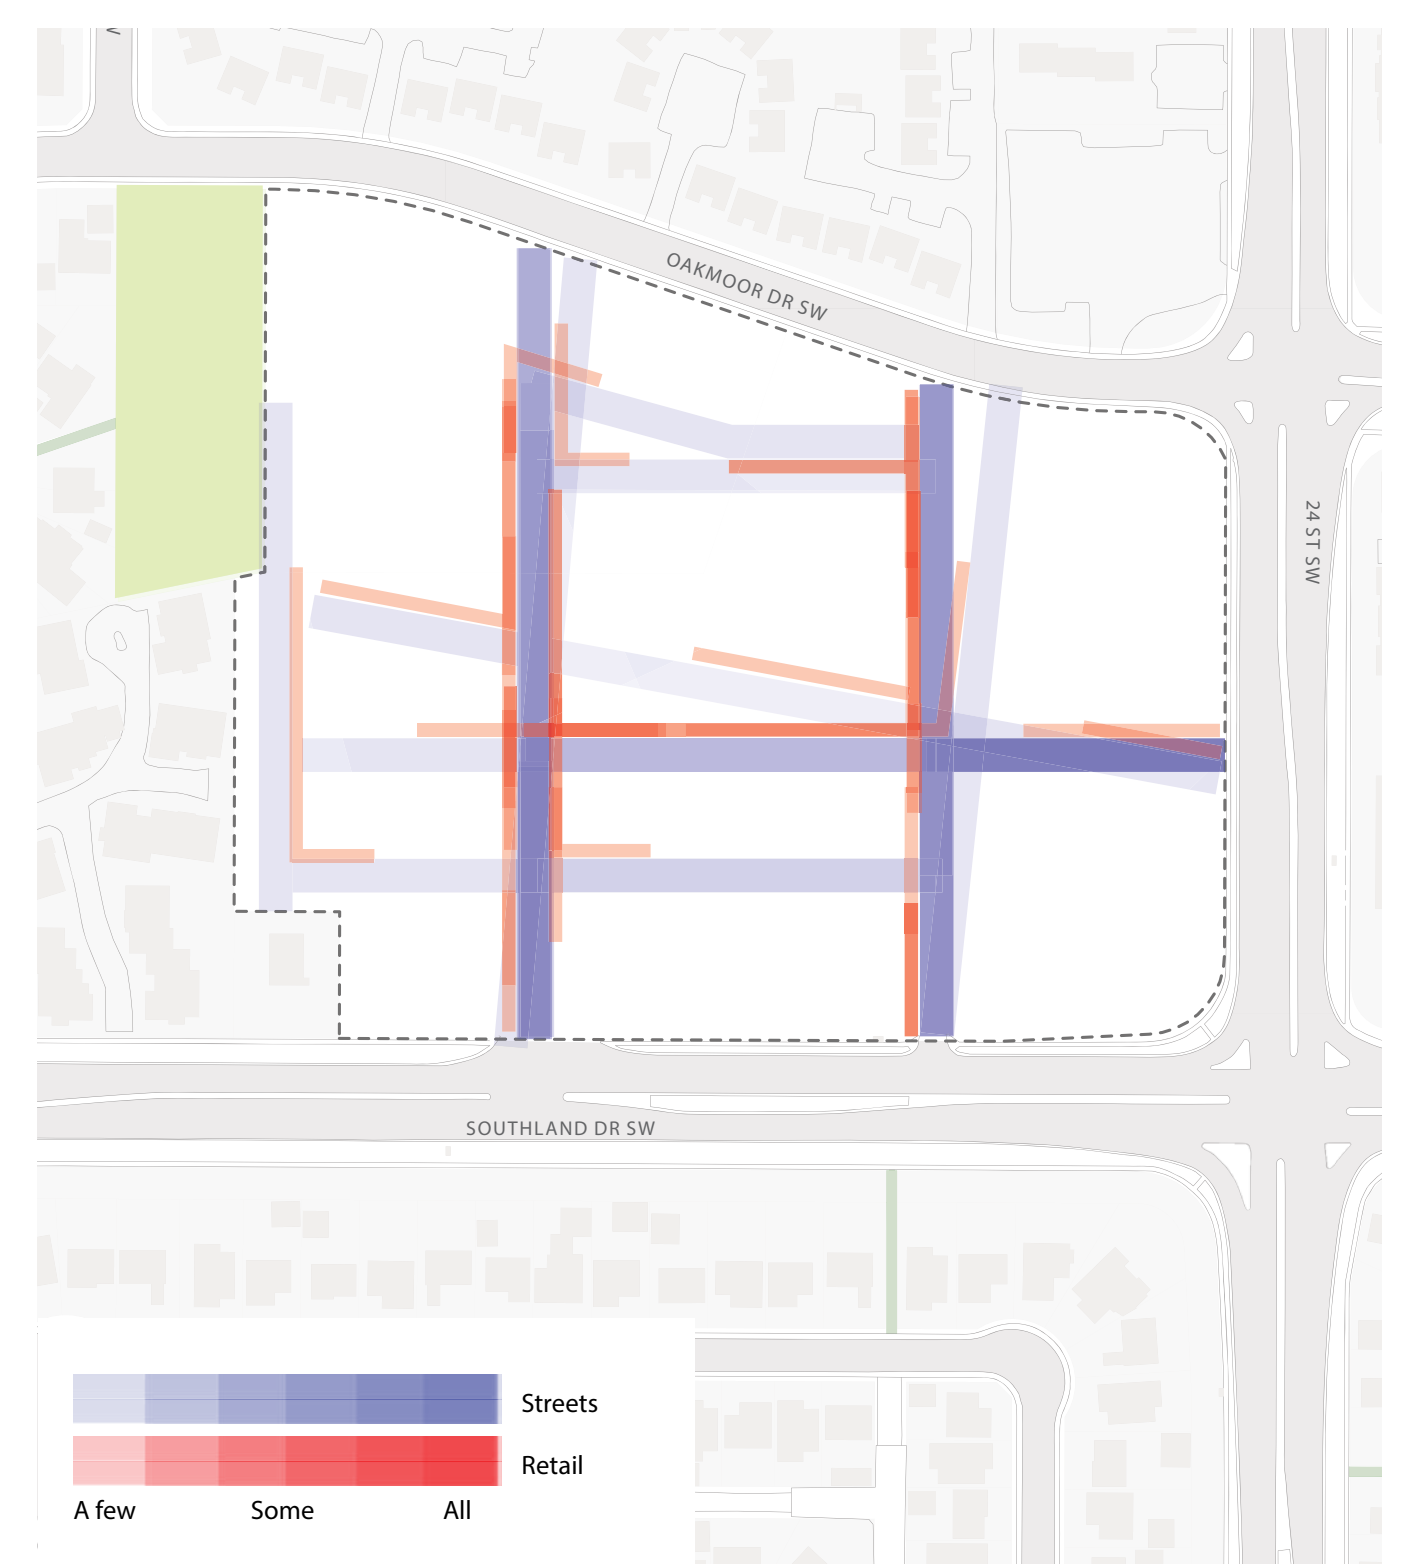 OAKMOOR DR SW
24 ST SW
SOUTHLAND DR SW
Streets
Retail
A few Some All